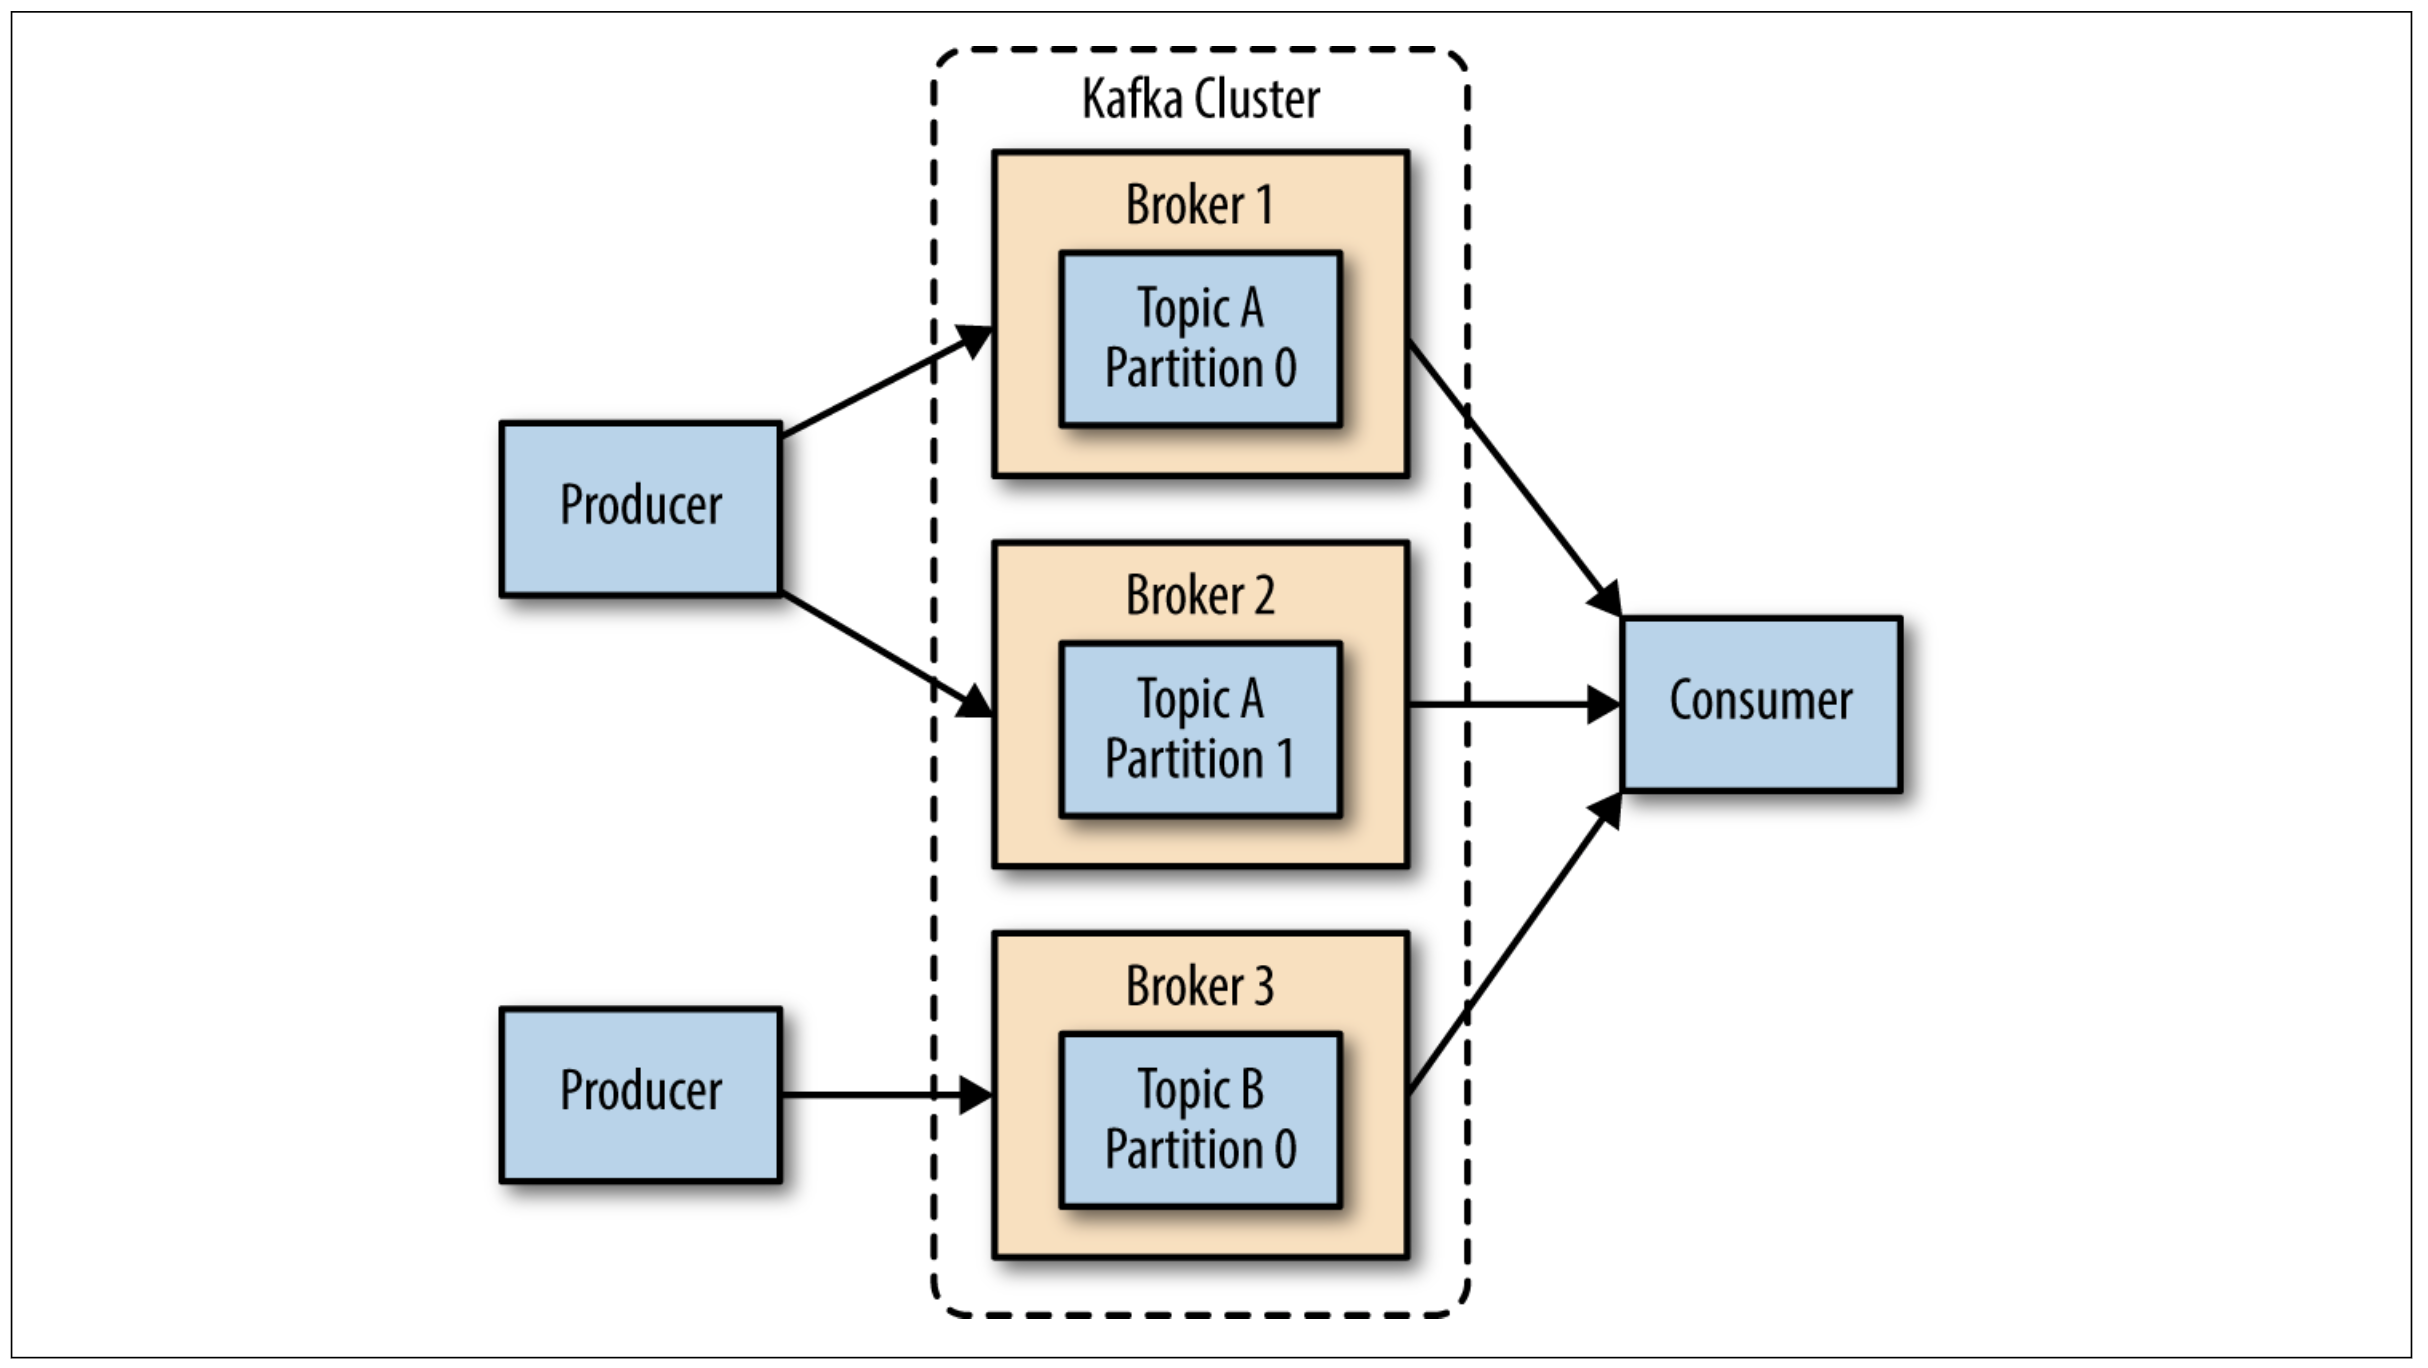 Kafka Cluster
Broker 1
Topic A
Partition 0
Producer
Broker 2
Topic A
Partition 1
Consumer
Broker 3
Producer
Topic B
Partition 0